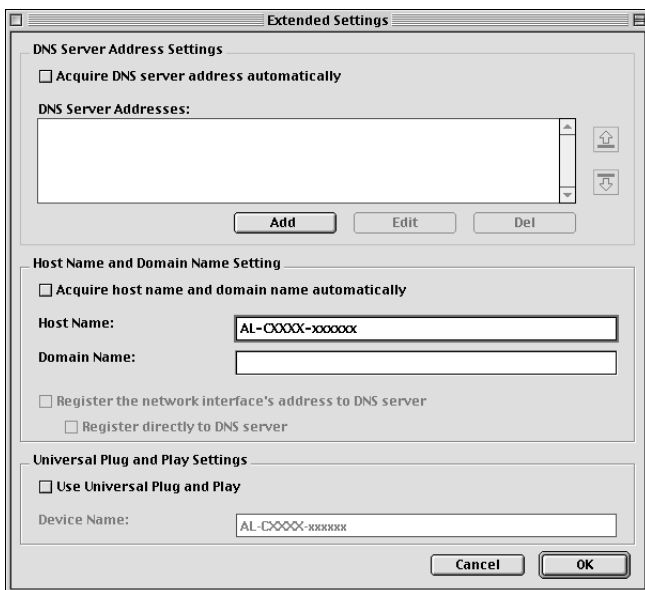 Extended Settings
DNS Server Address Settings
Acquire DNS server address automatically
DNS Server Addresses:
Add Edit Del
Host Name and Domain Name Setting
Acquire host name and domain name automatically
Host Name: AL-CXXXX-xxxxxx
Domain Name:
Register the network interface's address to DNS server
Register directly to DNS server
Universal Plug and Play Settings
Use Universal Plug and Play
Device Name: AL-CXXXX-xxxxxx
Cancel OK